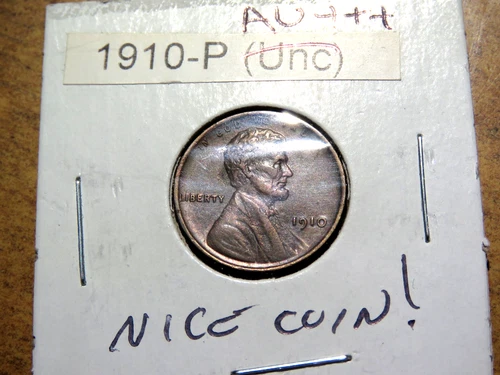 AU++
1910-P (Unc)
LIBERTY
1910
NICE COIN!